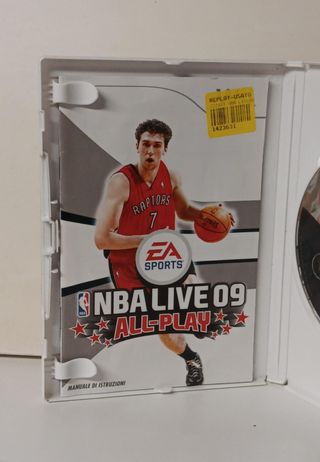 REPLAY-USATO
1423631
RAPTORS
7
EA
SPORTS
NBA LIVE 09
ALL-PLAY
MANUALE DI ISTRUZIONI